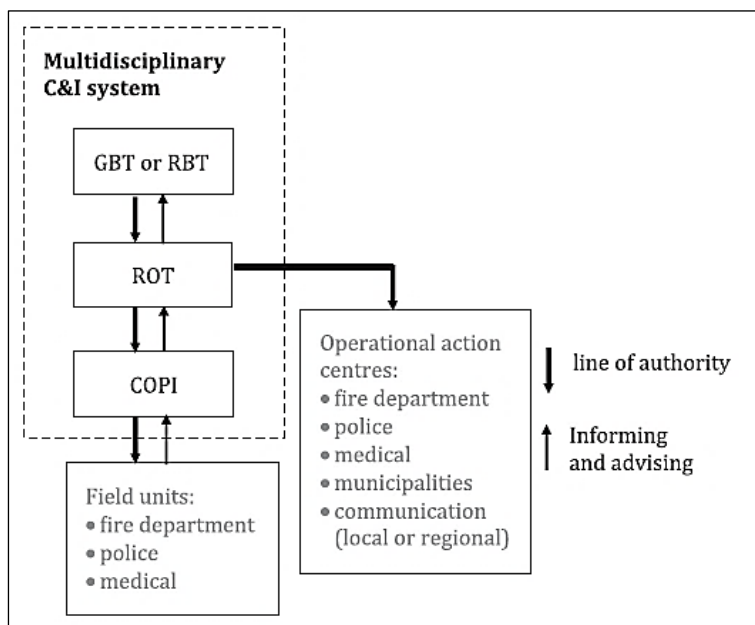 Multidisciplinary
C&I system
GBT or RBT
ROT
COPI
Field units:
• fire department
• police
• medical
Operational action
centres:
• fire department
• police
• medical
• municipalities
• communication
(local or regional)
line of authority
Informing
and advising